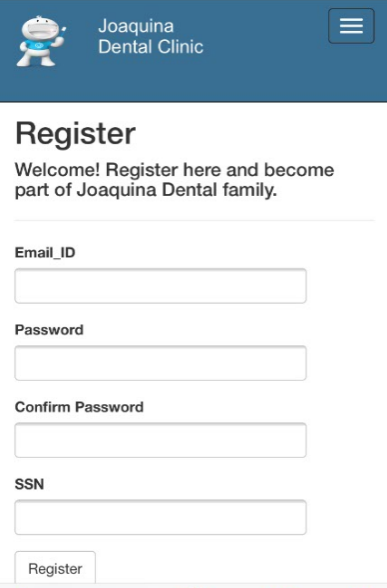 Joaquina
Dental Clinic
Register
Welcome! Register here and become
part of Joaquina Dental family.
Email_ID
Password
Confirm Password
SSN
Register